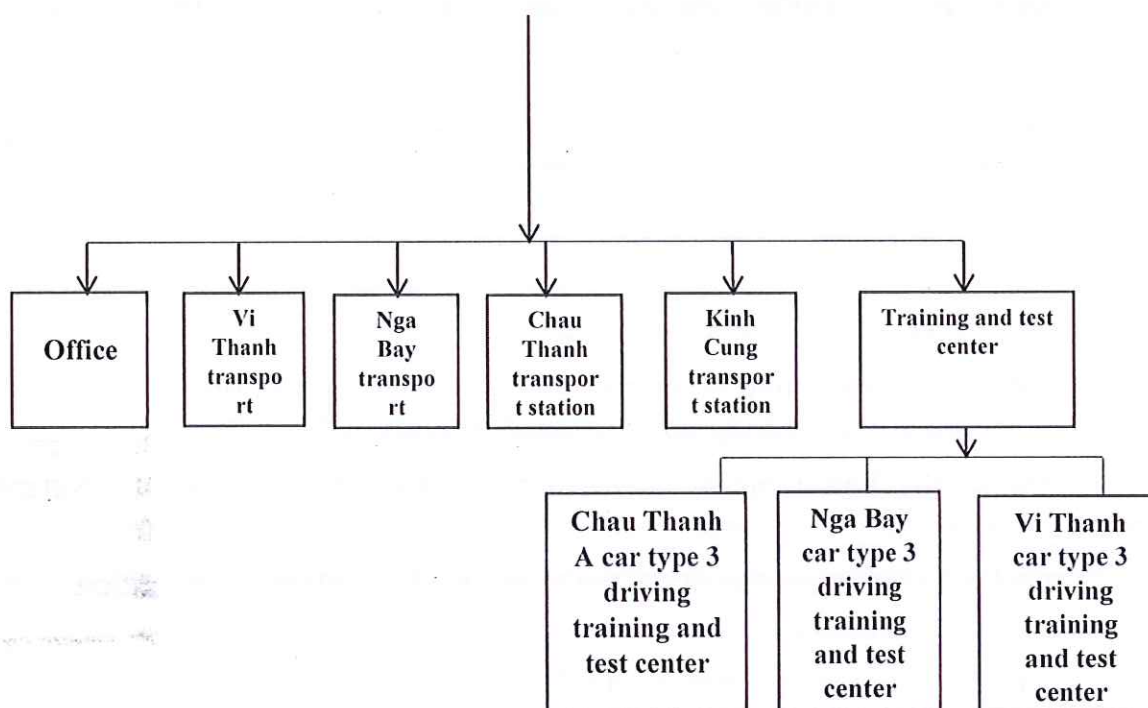 Office
Vi
Thanh
transpo
rt
Nga
Bay
transpo
rt
Chau
Thanh
transpor
t station
Kinh
Cung
transpor
t station
Training and test
center
Chau Thanh
A car type 3
driving
training and
test center
Nga Bay
car type 3
driving
training
and test
center
Vi Thanh
car type 3
driving
training
and test
center